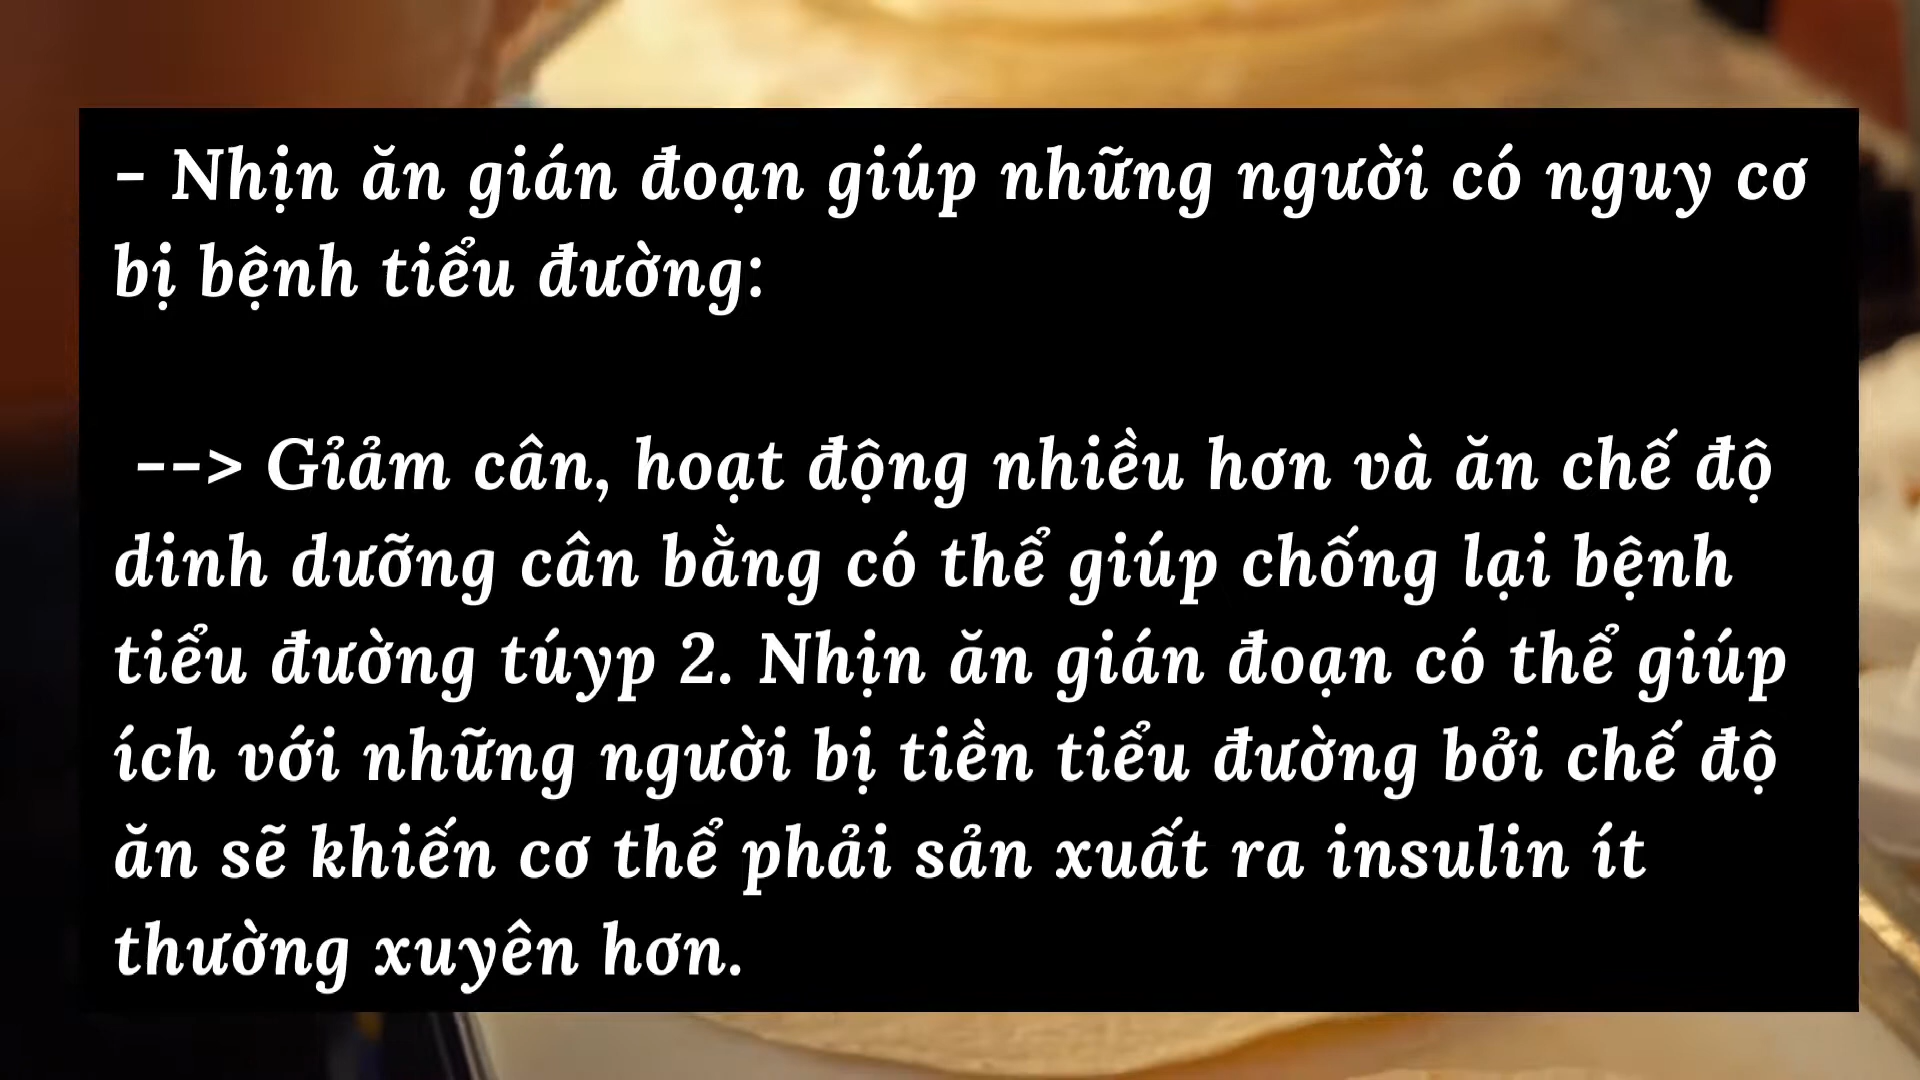 - Nhịn ăn gián đoạn giúp những người có nguy cơ
bị bệnh tiểu đường:
--> Giảm cân, hoạt động nhiều hơn và ăn chế độ
dinh dưỡng cân bằng có thể giúp chống lại bệnh
tiểu đường túyp 2. Nhịn ăn gián đoạn có thể giúp
ích với những người bị tiền tiểu đường bởi chế độ
ăn sẽ khiến cơ thể phải sản xuất ra insulin ít
thường xuyên hơn.